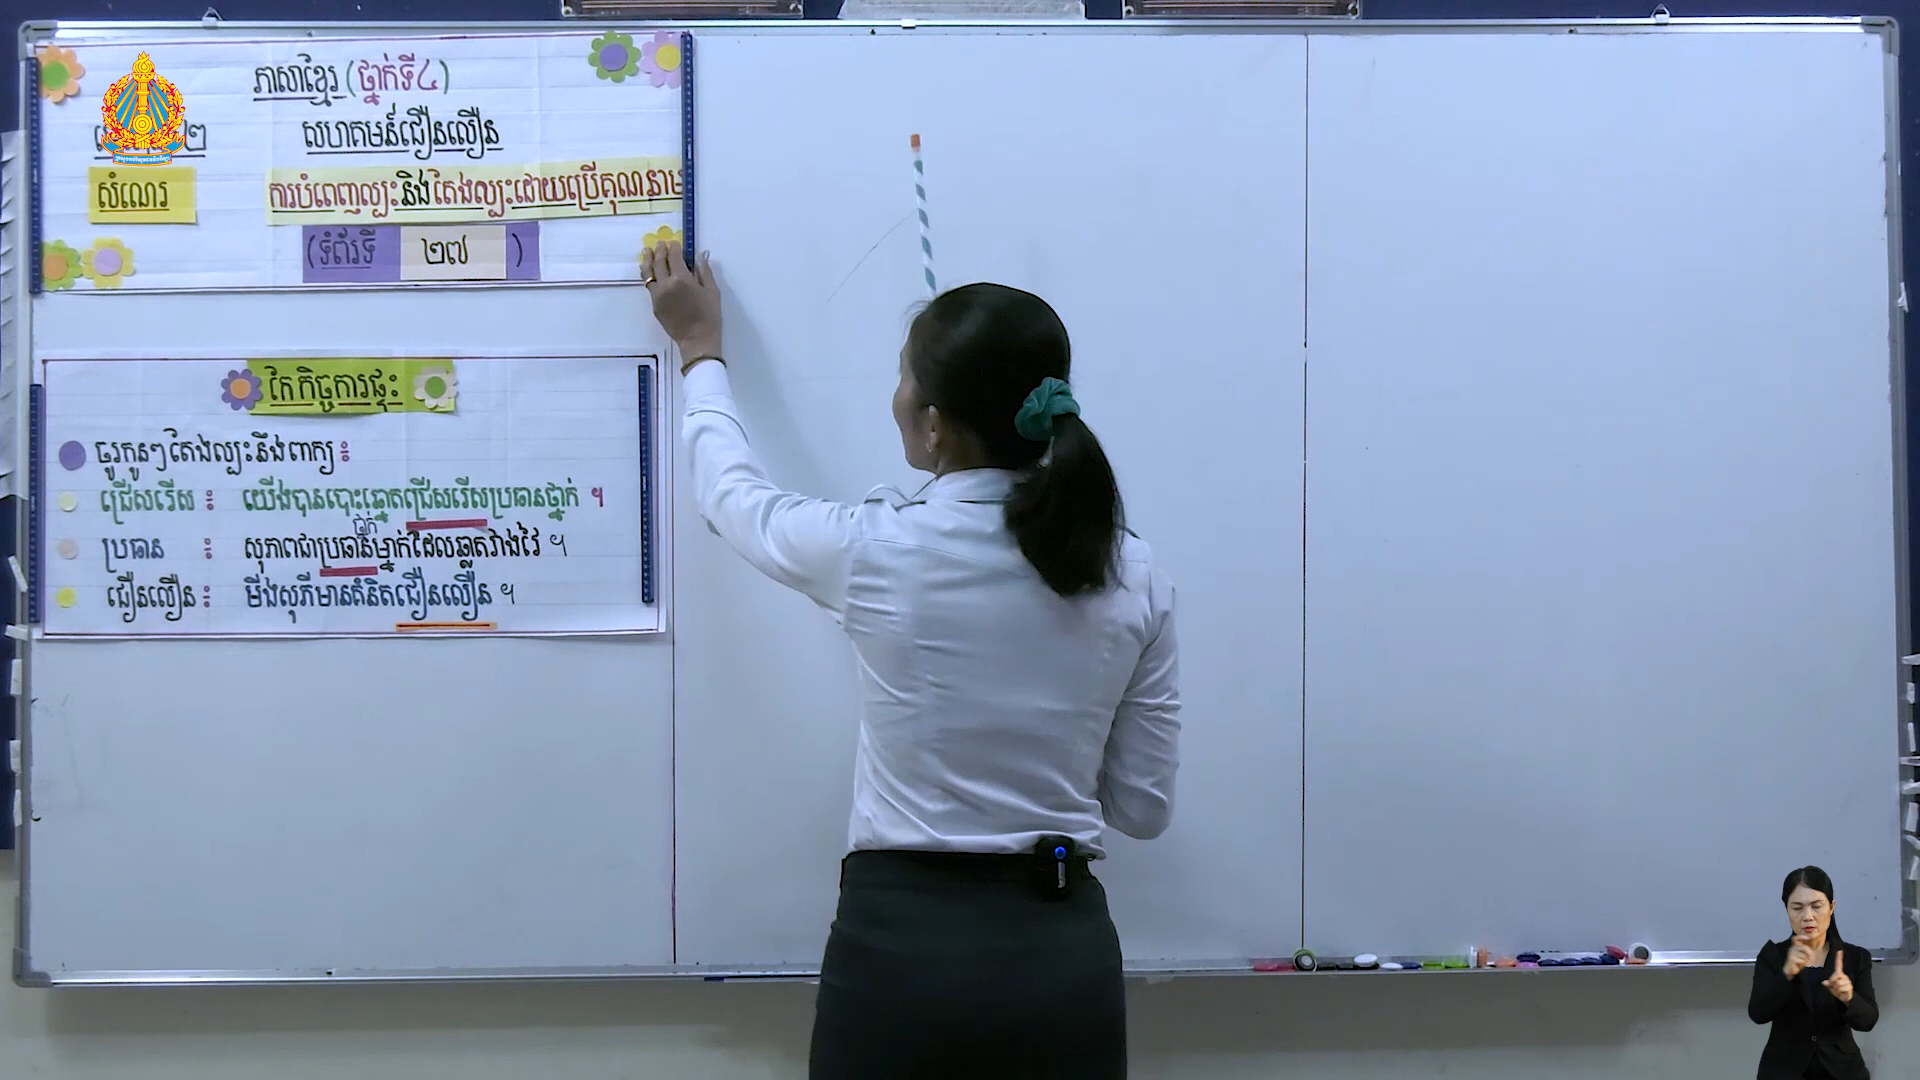 ភាសាខ្មែរ (ថ្នាក់ទី៤)
២ សហគមន៍ជឿនលឿន
សំណេរ ការបំពេញល្បះនិងតែងល្បះដោយប្រើគុណនាម
(ទំព័រទី ២៧ )
កែកិច្ចការផ្ទះ
ចូរកូនៗតែងល្បះនឹងពាក្យ ៖
ជ្រើសរើស ៖ យើងបានបោះឆ្នោតជ្រើសរើសប្រធានថ្នាក់ ។
ថ្នាក់
ប្រធាន ៖ សុភាពជាប្រធានម្នាក់ដែលឆ្លាតវាងវៃ ។
ជឿនលឿន ៖ មីងសុភីមានគំនិតជឿនលឿន ។